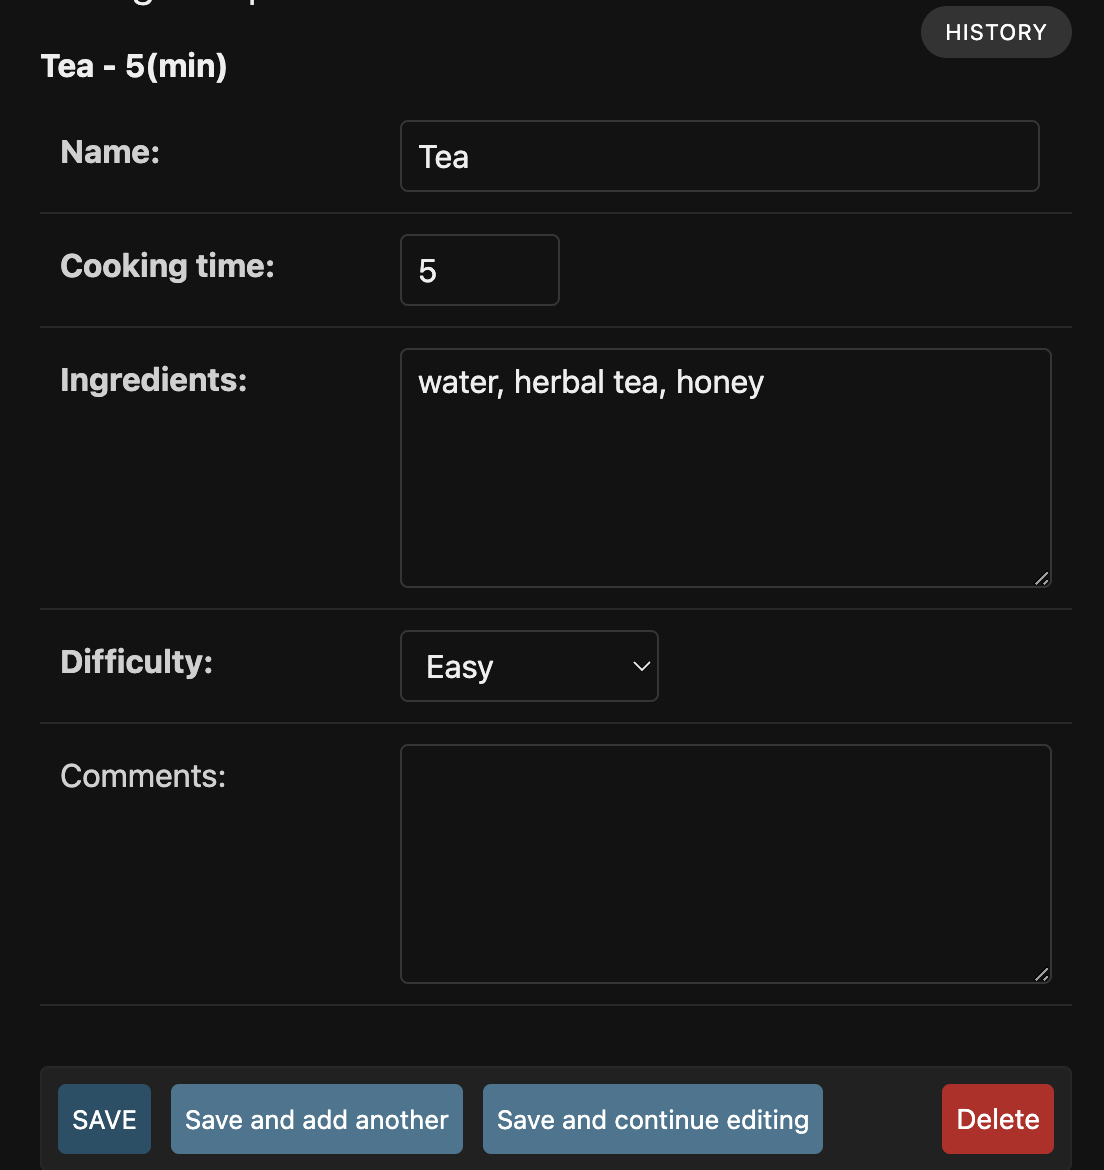 HISTORY
Tea - 5(min)
Name:
Tea
Cooking time:
5
Ingredients:
water, herbal tea, honey
Difficulty:
Easy
Comments:
SAVE
Save and add another
Save and continue editing
Delete